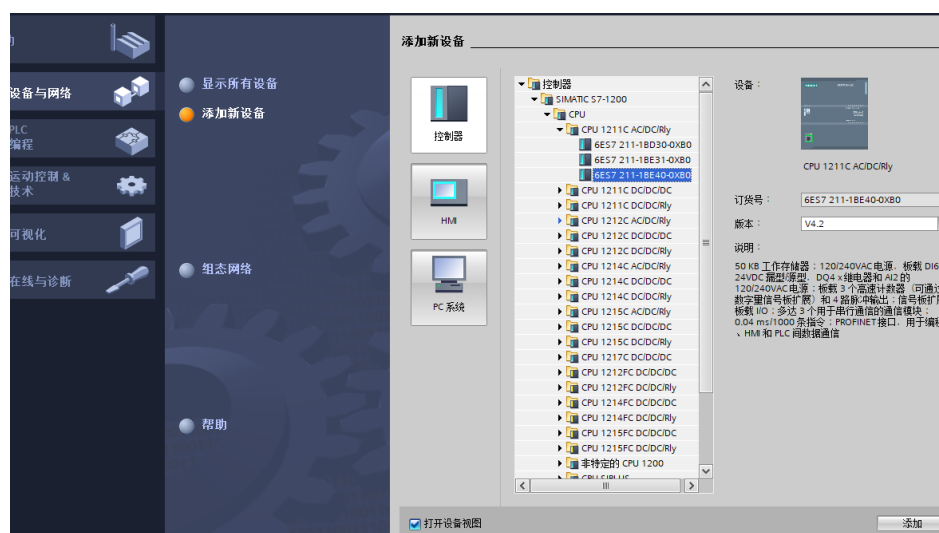 添加新设备
设备与网络
PLC
编程
运动控制 &
技术
可视化
在线与诊断
显示所有设备
添加新设备
组态网络
帮助
控制器
HMI
PC 系统
控制器
SIMATIC S7-1200
CPU
CPU 1211C AC/DC/Rly
6ES7 211-1BD30-0XB0
6ES7 211-1BE31-0XB0
6ES7 211-1BE40-0XB0
CPU 1211C DC/DC/DC
CPU 1211C DC/DC/Rly
CPU 1212C AC/DC/Rly
CPU 1212C DC/DC/DC
CPU 1212C DC/DC/Rly
CPU 1214C AC/DC/Rly
CPU 1214C DC/DC/DC
CPU 1214C DC/DC/Rly
CPU 1215C AC/DC/Rly
CPU 1215C DC/DC/DC
CPU 1215C DC/DC/Rly
CPU 1217C DC/DC/DC
CPU 1212FC DC/DC/DC
CPU 1212FC DC/DC/Rly
CPU 1214FC DC/DC/DC
CPU 1214FC DC/DC/Rly
CPU 1215FC DC/DC/DC
CPU 1215FC DC/DC/Rly
非特定的 CPU 1200
CPU SIPLUS
设备：
CPU 1211C AC/DC/Rly
订货号：
6ES7 211-1BE40-0XB0
版本：
V4.2
说明：
50 KB 工作存储器；120/240VAC 电源，板载 DI6
24VDC 漏型/源型，DQ4 x 继电器和 AI2 的
120/240VAC 电源；板载 3 个高速计数器（可通过
数字量信号板扩展）和 4 路脉冲输出；信号板扩展
板载 I/O；多达 3 个用于串行通信的通信模块；
0.04 ms/1000 条指令；PROFINET 接口，用于编程
、HMI 和 PLC 间数据通信
打开设备视图
添加